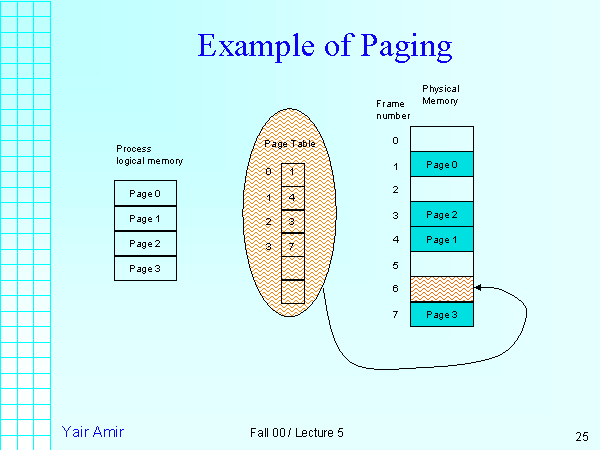 Example of Paging
Process
logical memory
Page 0
Page 1
Page 2
Page 3
Page Table
0 1
1 4
2 3
3 7
Frame
number
Physical
Memory
0
1 Page 0
2
3 Page 2
4 Page 1
5
6
7 Page 3
Yair Amir
Fall 00 / Lecture 5
25